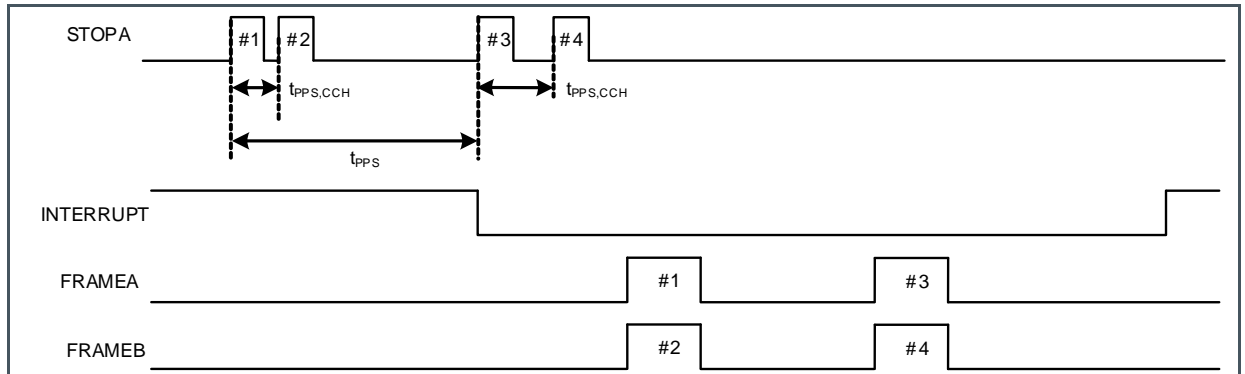 STOPA #1 #2 #3 #4
tPPS,CCH tPPS,CCH
tPPS
INTERRUPT
FRAMEA #1 #3
FRAMEB #2 #4